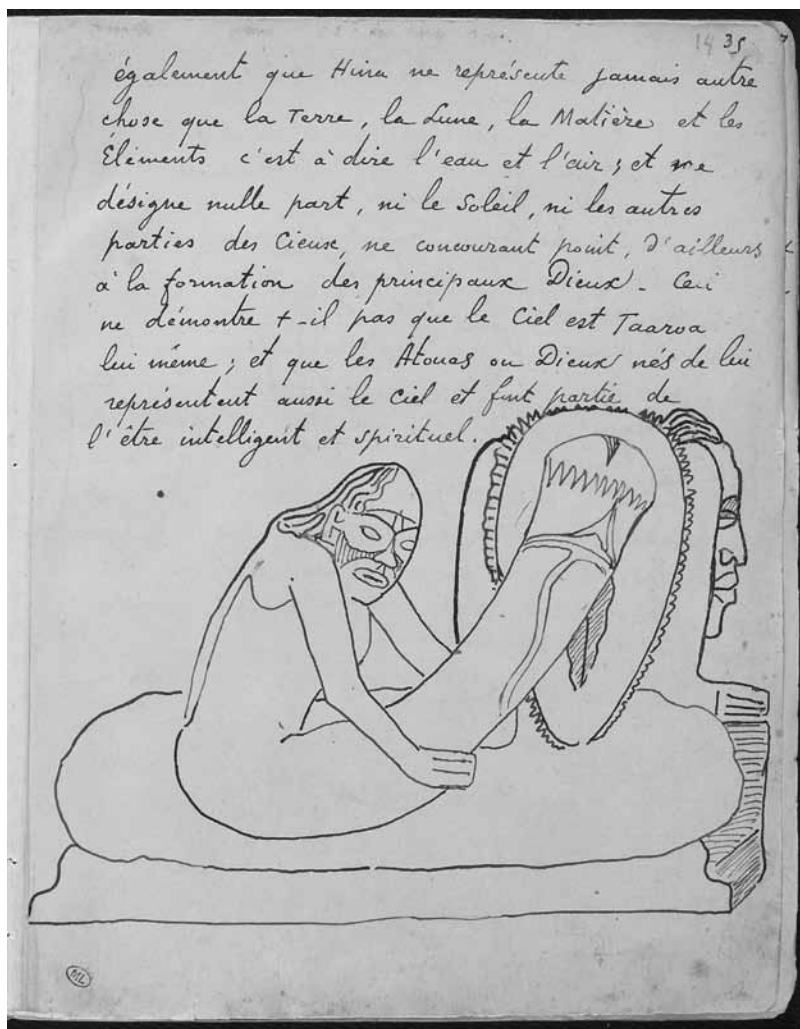 14 35
également que Hina ne représente jamais autre
chose que la Terre, la Lune, la Matière et les
Éléments c'est à dire l'eau et l'air ; et ne
désigne nulle part, ni le Soleil, ni les autres
parties des Cieux, ne concourant point, d'ailleurs
à la formation des principaux Dieux. Ceci
ne démontre t-il pas que le Ciel est Taaroa
lui même ; et que les Atouas ou Dieux nés de lui
représentent aussi le Ciel et font partie de
l'être intelligent et spirituel.
ML